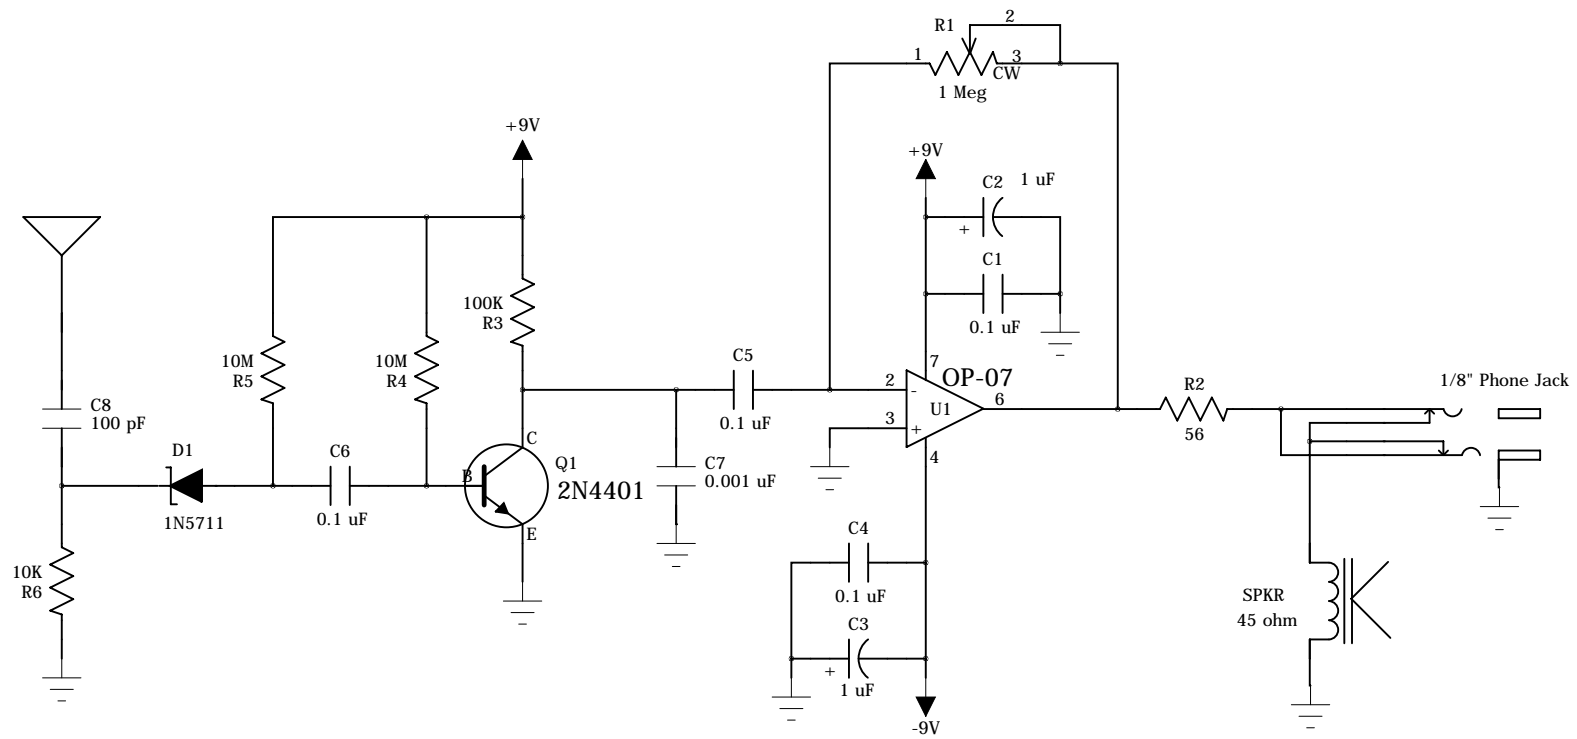 R1
2
1
3
CW
1 Meg
+9V
+9V
C2
1 uF
+
C1
0.1 uF
100K
R3
10M
R5
10M
R4
C8
100 pF
D1
1N5711
C6
0.1 uF
B
C
E
Q1
2N4401
C5
0.1 uF
C7
0.001 uF
2
3
7
OP-07
-
U1
+
6
4
R2
56
1/8" Phone Jack
10K
R6
C4
0.1 uF
C3
+
1 uF
-9V
SPKR
45 ohm